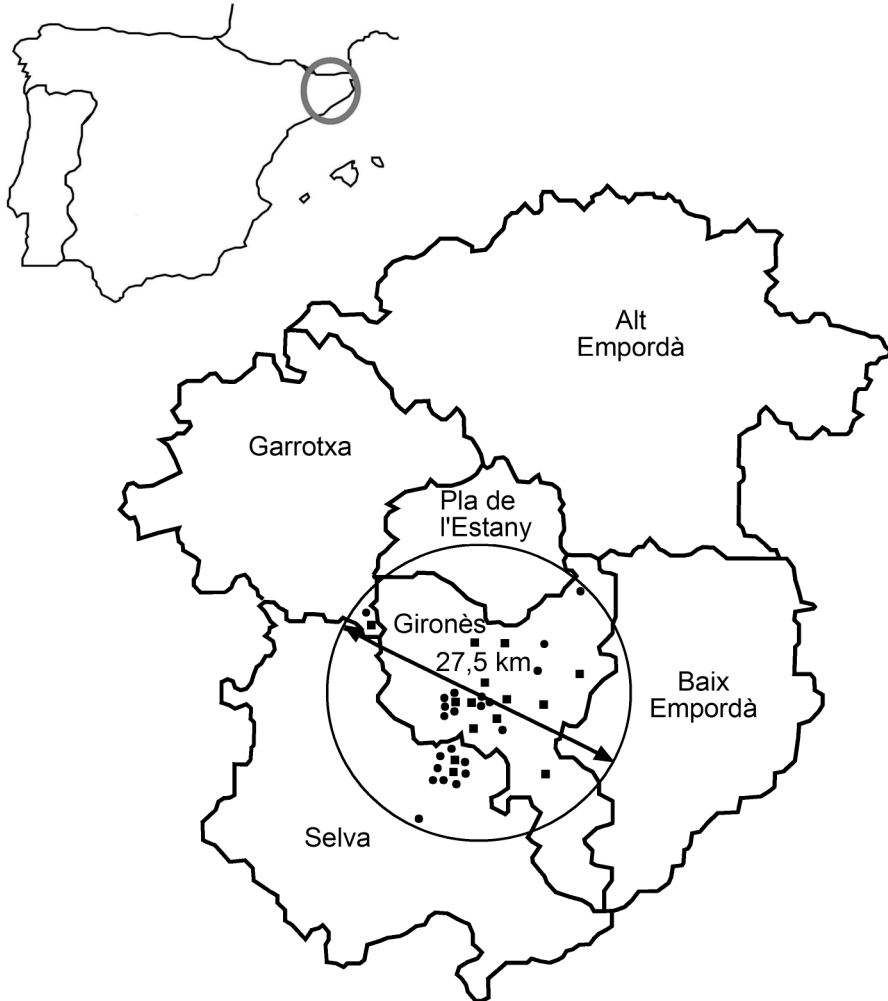 Alt
Empordà
Garrotxa
Pla de
l'Estany
Gironès
27,5 km
Baix
Empordà
Selva